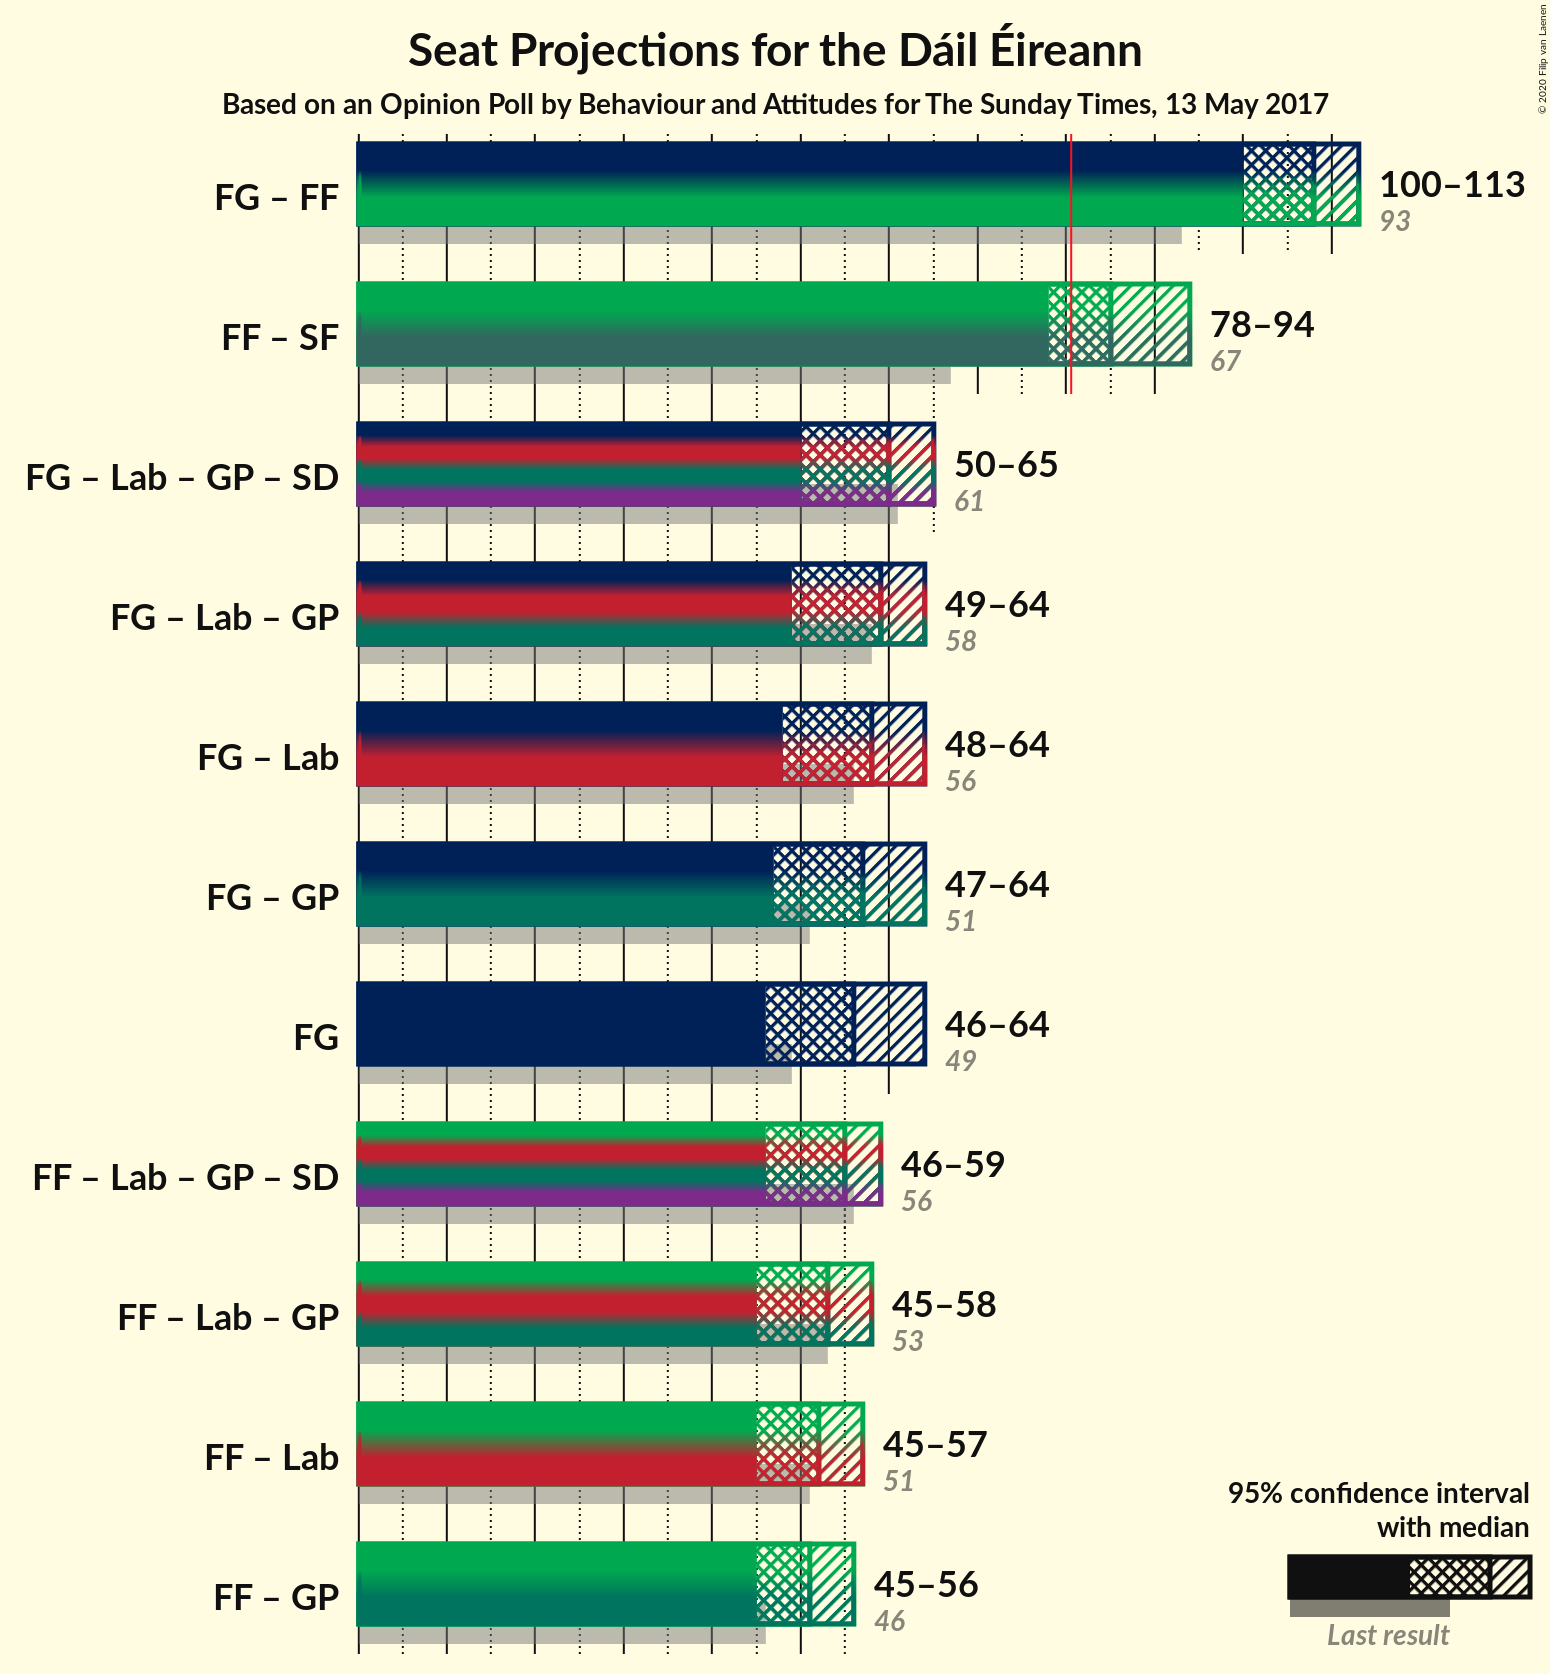 Seat Projections for the Dáil Éireann
Based on an Opinion Poll by Behaviour and Attitudes for The Sunday Times, 13 May 2017
© 2020 Filip van Laenen
FG – FF
100–113
93
FF – SF
78–94
67
FG – Lab – GP – SD
50–65
61
FG – Lab – GP
49–64
58
FG – Lab
48–64
56
FG – GP
47–64
51
FG
46–64
49
FF – Lab – GP – SD
46–59
56
FF – Lab – GP
45–58
53
FF – Lab
45–57
51
FF – GP
45–56
46
95% confidence interval
with median
Last result